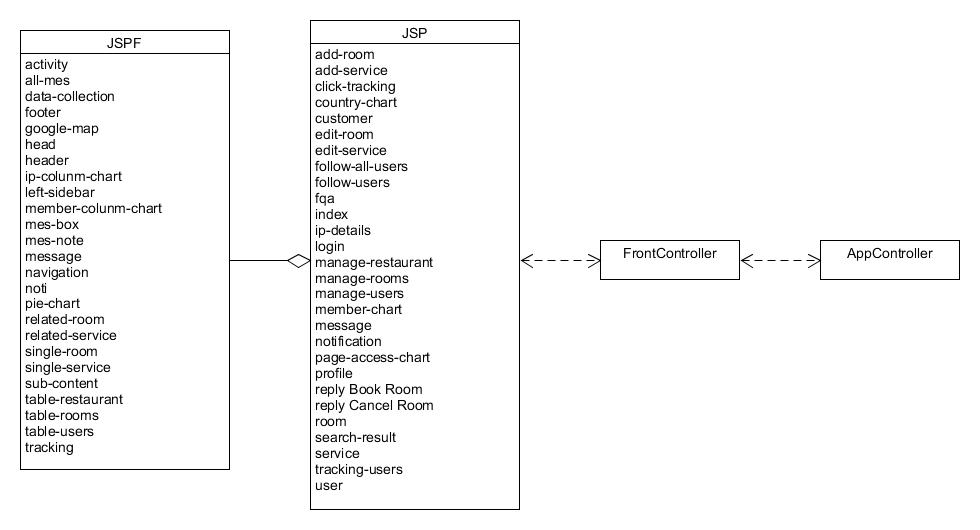 JSPF
activity
all-mes
data-collection
footer
google-map
head
header
ip-colunm-chart
left-sidebar
member-colunm-chart
mes-box
mes-note
message
navigation
noti
pie-chart
related-room
related-service
single-room
single-service
sub-content
table-restaurant
table-rooms
table-users
tracking
JSP
add-room
add-service
click-tracking
country-chart
customer
edit-room
edit-service
follow-all-users
follow-users
fqa
index
ip-details
login
manage-restaurant
manage-rooms
manage-users
member-chart
message
notification
page-access-chart
profile
reply Book Room
reply Cancel Room
room
search-result
service
tracking-users
user
FrontController
AppController